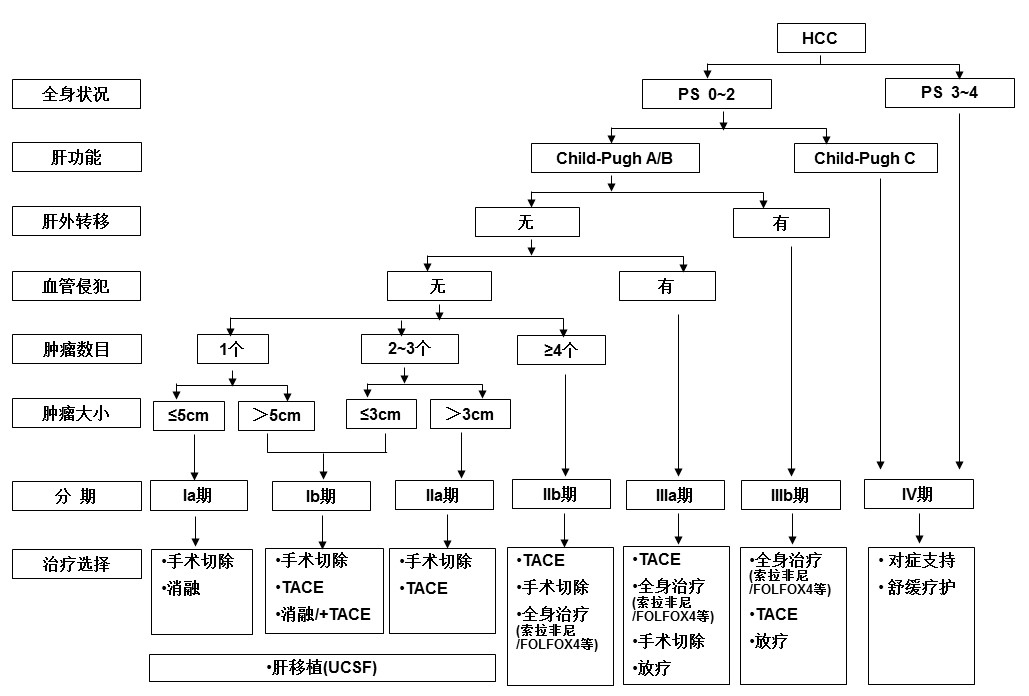 HCC
全身状况
PS 0~2
PS 3~4
肝功能
Child-Pugh A/B
Child-Pugh C
肝外转移
无
有
血管侵犯
无
有
肿瘤数目
1个
2~3个
≥4个
肿瘤大小
≤5cm
＞5cm
≤3cm
＞3cm
分 期
Ia期
Ib期
IIa期
IIb期
IIIa期
IIIb期
IV期
治疗选择
•手术切除
•消融
•手术切除
•TACE
•消融/+TACE
•手术切除
•TACE
•TACE
•手术切除
•全身治疗
(索拉非尼
/FOLFOX4等)
•TACE
•全身治疗
(索拉非尼
/FOLFOX4等)
•手术切除
•放疗
•全身治疗
(索拉非尼
/FOLFOX4等)
•TACE
•放疗
•对症支持
•舒缓疗护
•肝移植(UCSF)